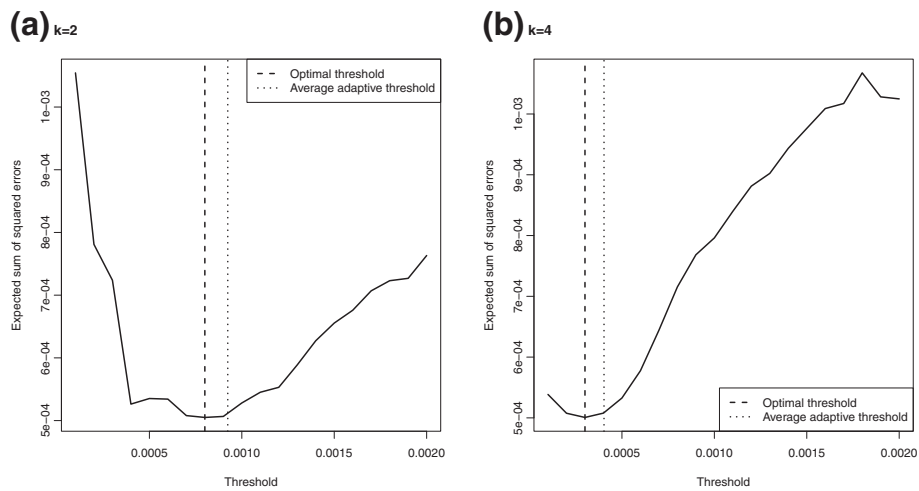 (a) k=2
Optimal threshold
Average adaptive threshold
Expected sum of squared errors
1e-03
9e-04
8e-04
7e-04
6e-04
5e-04
0.0005
0.0010
0.0015
0.0020
Threshold
(b) k=4
Expected sum of squared errors
1e-03
9e-04
8e-04
7e-04
6e-04
5e-04
Optimal threshold
Average adaptive threshold
0.0005
0.0010
0.0015
0.0020
Threshold